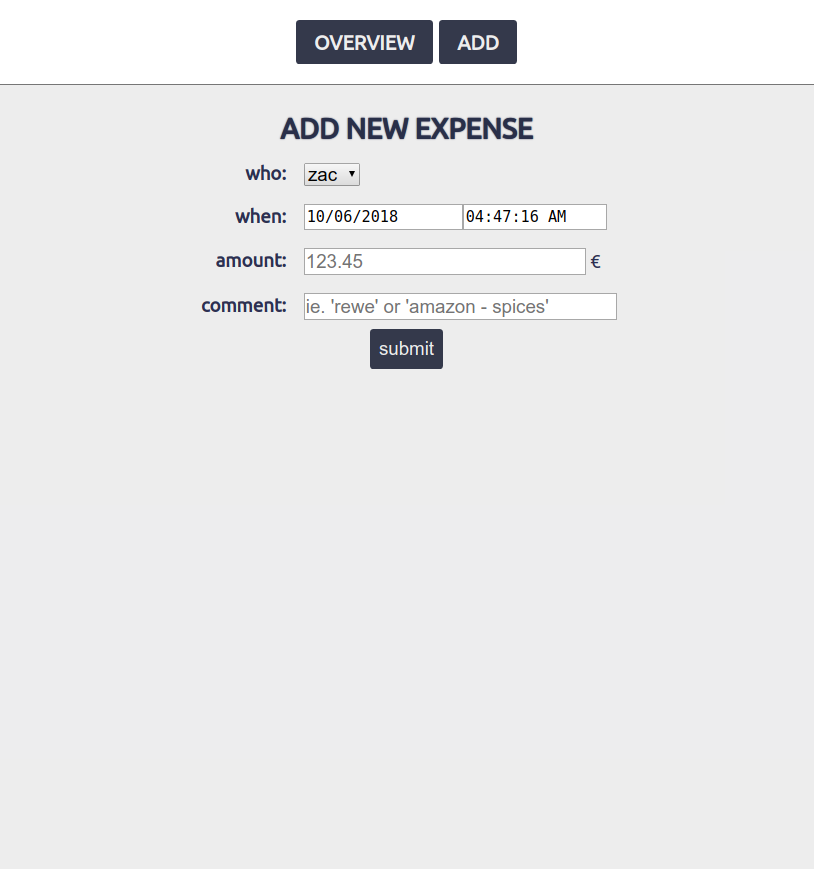 OVERVIEW ADD
ADD NEW EXPENSE
who: zac
when: 10/06/2018 04:47:16 AM
amount: 123.45 €
comment: ie. 'rewe' or 'amazon - spices'
submit